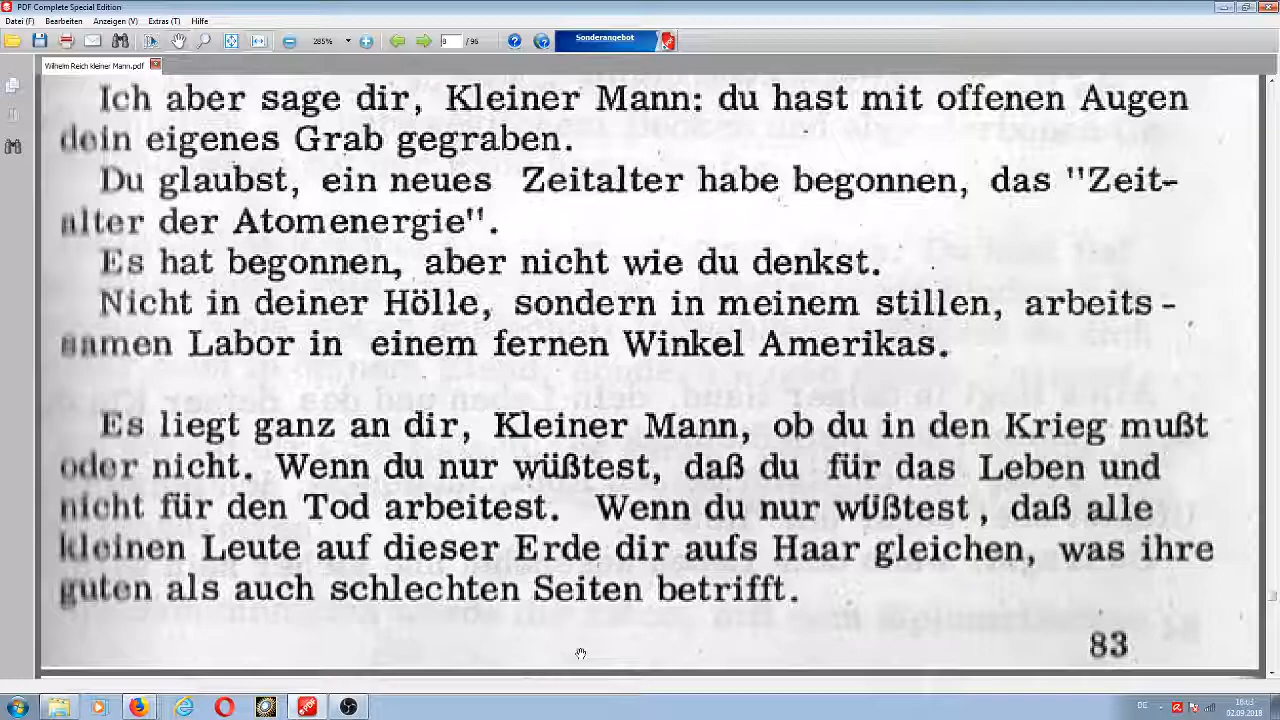 PDF Complete Special Edition
Datei (F) Bearbeiten Anzeigen (V) Extras (T) Hilfe
285% / 96 Sonderangebot
Wilhelm Reich kleiner Mann.pdf
Ich aber sage dir, Kleiner Mann: du hast mit offenen Augen
dein eigenes Grab gegraben.
Du glaubst, ein neues Zeitalter habe begonnen, das "Zeit-
alter der Atomenergie".
Es hat begonnen, aber nicht wie du denkst.
Nicht in deiner Hölle, sondern in meinem stillen, arbeits-
samen Labor in einem fernen Winkel Amerikas.
Es liegt ganz an dir, Kleiner Mann, ob du in den Krieg mußt
oder nicht. Wenn du nur wüßtest, daß du für das Leben und
nicht für den Tod arbeitest. Wenn du nur wüßtest, daß alle
kleinen Leute auf dieser Erde dir aufs Haar gleichen, was ihre
guten als auch schlechten Seiten betrifft.
83
DE
16:03
02.09.2018